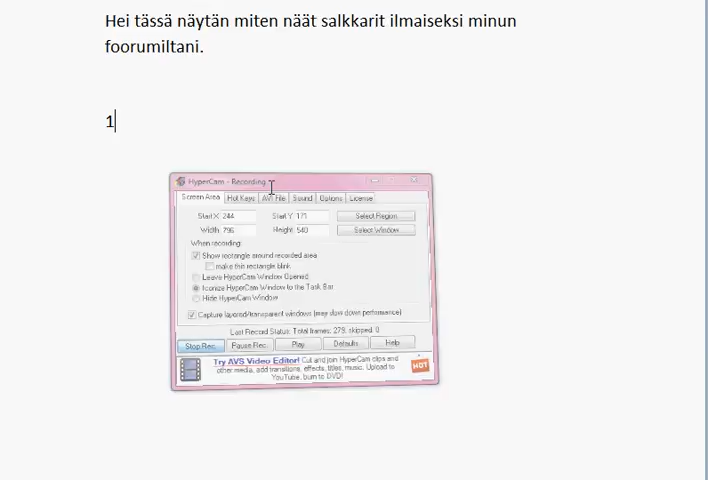 Hei tässä näytän miten näät salkkarit ilmaiseksi minun
foorumiltani.
1
HyperCam - Recording
Screen Area Hot Keys AVI File Sound Options License
Start X: 244 Start Y: 171 Select Region
Width: 796 Height: 540 Select Window
When recording:
Show rectangle around recorded area
make this rectangle blink
Leave HyperCam Window Opened
Iconize HyperCam Window to the Task Bar
Hide HyperCam Window
Capture layered/transparent windows (may slow down performance)
Last Record Status: Total frames: 279, skipped: 0
Stop Rec. Pause Rec. Play Defaults Help
Try AVS Video Editor! Cut and join HyperCam clips and
other media, add transitions, effects, titles, music. Upload to
YouTube, burn to DVD!
HOT